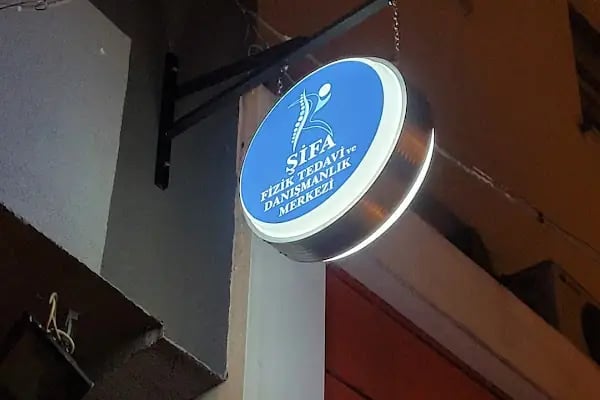 ŞİFA
FİZİK TEDAVİ ve
DANIŞMANLIK
MERKEZİ